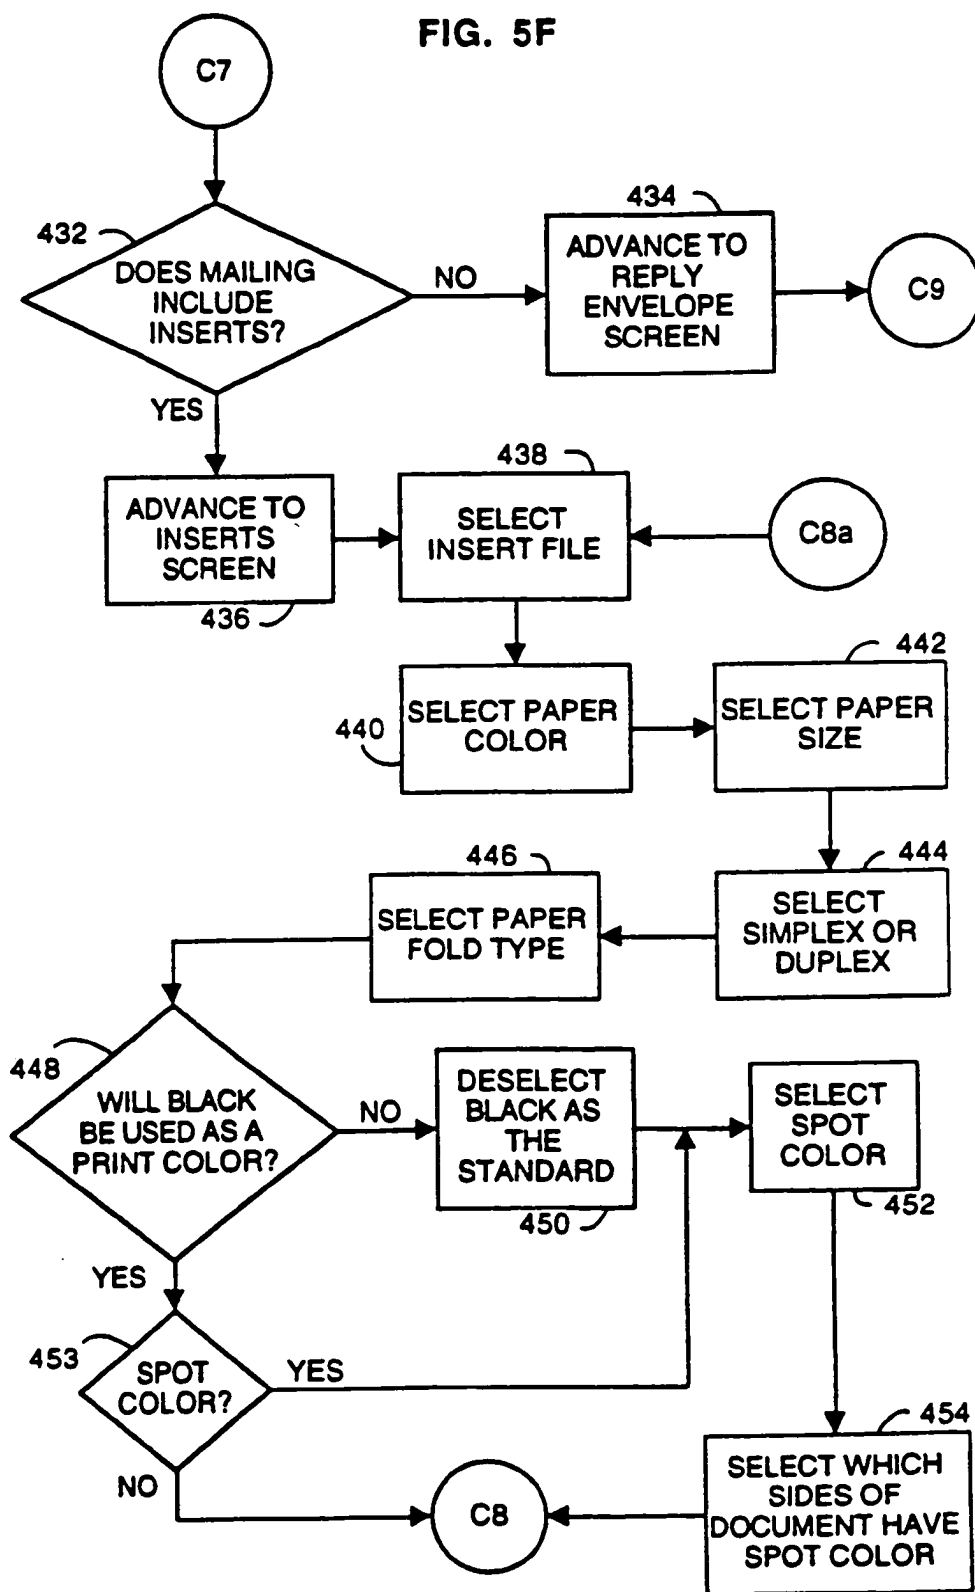 FIG. 5F
C7
432
DOES MAILING
INCLUDE
INSERTS?
NO
434
ADVANCE TO
REPLY
ENVELOPE
SCREEN
C9
YES
ADVANCE TO
INSERTS
SCREEN
436
438
SELECT
INSERT FILE
C8a
440
SELECT PAPER
COLOR
442
SELECT PAPER
SIZE
444
SELECT
SIMPLEX OR
DUPLEX
446
SELECT PAPER
FOLD TYPE
448
WILL BLACK
BE USED AS A
PRINT COLOR?
NO
DESELECT
BLACK AS
THE
STANDARD
450
SELECT
SPOT
COLOR
452
YES
453
SPOT
COLOR?
YES
NO
C8
454
SELECT WHICH
SIDES OF
DOCUMENT HAVE
SPOT COLOR